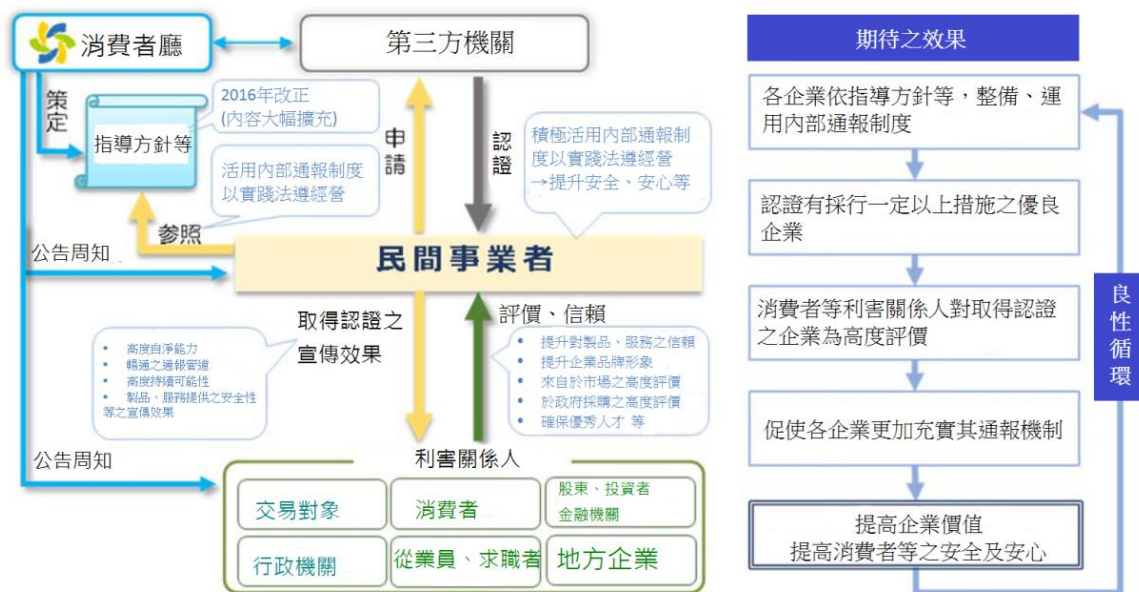 消費者廳
第三方機關
策定
2016年改正
(內容大幅擴充)
指導方針等
活用內部通報制度
以實踐法遵經營
申請
認證
積極活用內部通報制
度以實踐法遵經營
→提升安全、安心等
參照
公告周知
民間事業者
取得認證之
宣傳效果
評價、信賴
• 高度自淨能力
• 暢通之通報管道
• 高度持續可能性
• 製品、服務提供之安全性
等之宣傳效果
• 提升對製品、服務之信賴
• 提升企業品牌形象
• 來自於市場之高度評價
• 於政府採購之高度評價
• 確保優秀人才 等
公告周知
利害關係人
交易對象
消費者
股東、投資者
金融機關
行政機關
從業員、求職者
地方企業
期待之效果
各企業依指導方針等，整備、運
用內部通報制度
認證有採行一定以上措施之優良
企業
消費者等利害關係人對取得認證
之企業為高度評價
促使各企業更加充實其通報機制
提高企業價值
提高消費者等之安全及安心
良性循環